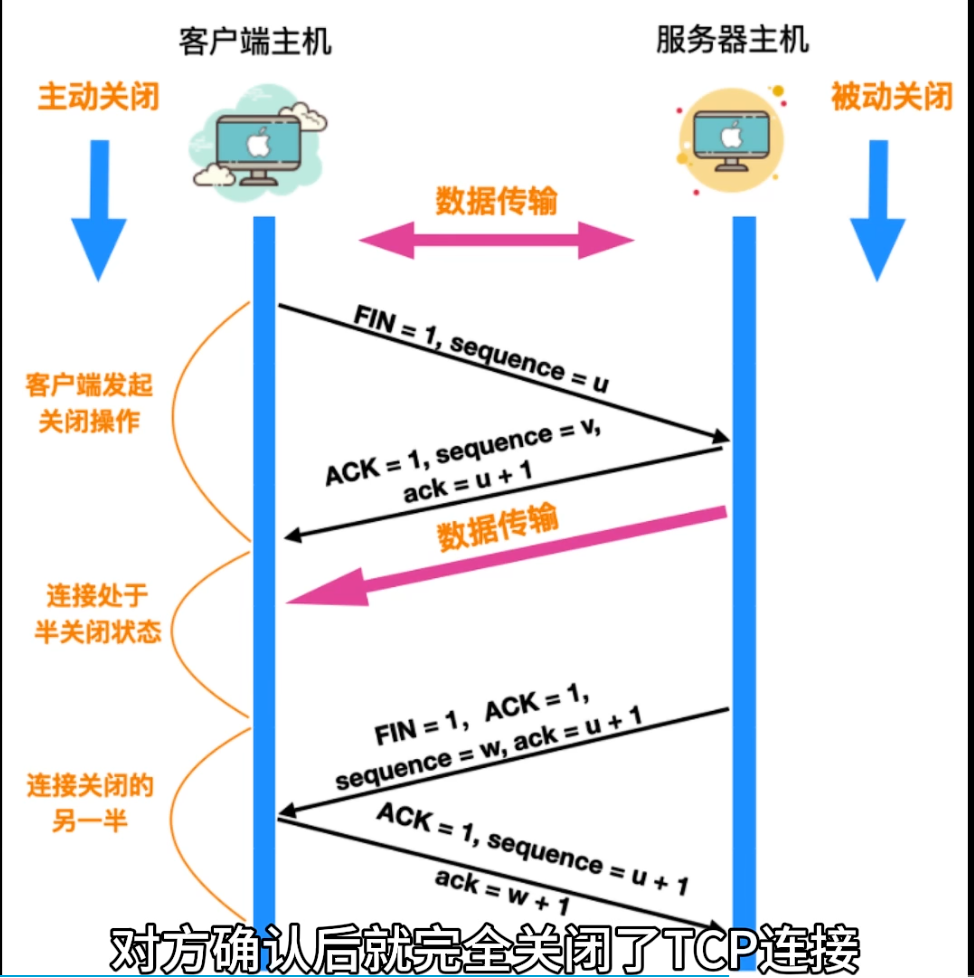 客户端主机
服务器主机
主动关闭
被动关闭
数据传输
FIN = 1, sequence = u
客户端发起
关闭操作
ACK = 1, sequence = v,
ack = u + 1
数据传输
连接处于
半关闭状态
FIN = 1，ACK = 1,
sequence = w, ack = u + 1
连接关闭的
另一半
ACK = 1, sequence = u + 1
ack = w + 1
对方确认后就完全关闭了TCP连接